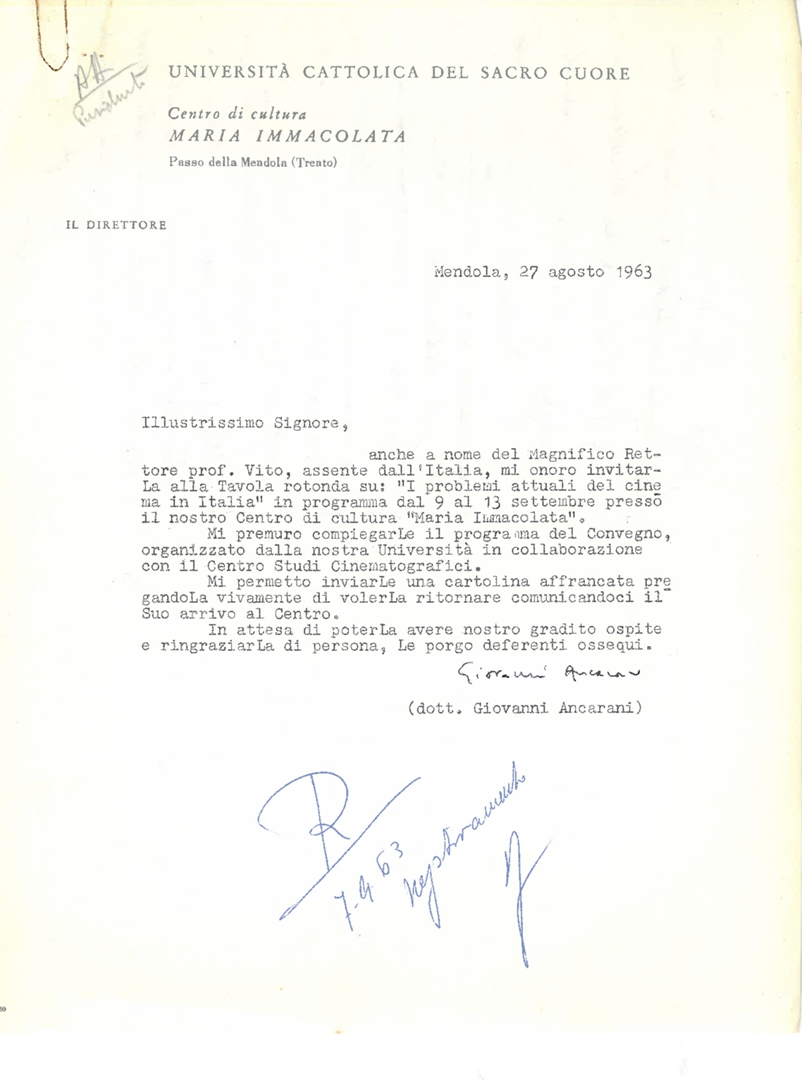 UNIVERSITÀ CATTOLICA DEL SACRO CUORE
Centro di cultura
MARIA IMMACOLATA
Passo della Mendola (Trento)
IL DIRETTORE
Mendola, 27 agosto 1963
Illustrissimo Signore,
anche a nome del Magnifico Ret-
tore prof. Vito, assente dall'Italia, mi onoro invitar-
La alla Tavola rotonda su: "I problemi attuali del cine
ma in Italia" in programma dal 9 al 13 settembre presso
il nostro Centro di cultura "Maria Immacolata".
Mi premuro compiegarLe il programma del Convegno,
organizzato dalla nostra Università in collaborazione
con il Centro Studi Cinematografici.
Mi permetto inviarLe una cartolina affrancata pre
gandoLa vivamente di volerLa ritornare comunicandoci il
Suo arrivo al Centro.
In attesa di poterLa avere nostro gradito ospite
e ringraziarLa di persona, Le porgo deferenti ossequi.
Giovanni Ancarani
(dott. Giovanni Ancarani)
R
7.9.63
negativamente